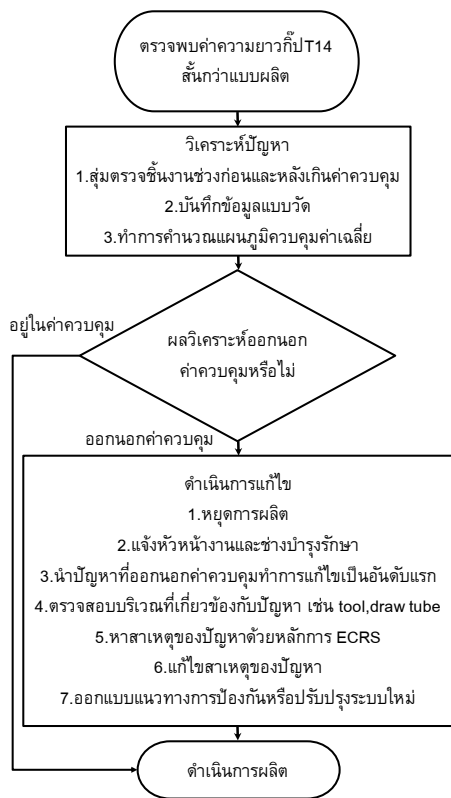 ตรวจพบค่าความยาวกิ๊ปT14
สั้นกว่าแบบผลิต
วิเคราะห์ปัญหา
1.สุ่มตรวจชิ้นงานช่วงก่อนและหลังเกินค่าควบคุม
2.บันทึกข้อมูลแบบวัด
3.ทำการคำนวณแผนภูมิควบคุมค่าเฉลี่ย
อยู่ในค่าควบคุม
ผลวิเคราะห์ออกนอก
ค่าควบคุมหรือไม่
ออกนอกค่าควบคุม
ดำเนินการแก้ไข
1.หยุดการผลิต
2.แจ้งหัวหน้างานและช่างบำรุงรักษา
3.นำปัญหาที่ออกนอกค่าควบคุมทำการแก้ไขเป็นอันดับแรก
4.ตรวจสอบบริเวณที่เกี่ยวข้องกับปัญหา เช่น tool,draw tube
5.หาสาเหตุของปัญหาด้วยหลักการ ECRS
6.แก้ไขสาเหตุของปัญหา
7.ออกแบบแนวทางการป้องกันหรือปรับปรุงระบบใหม่
ดำเนินการผลิต